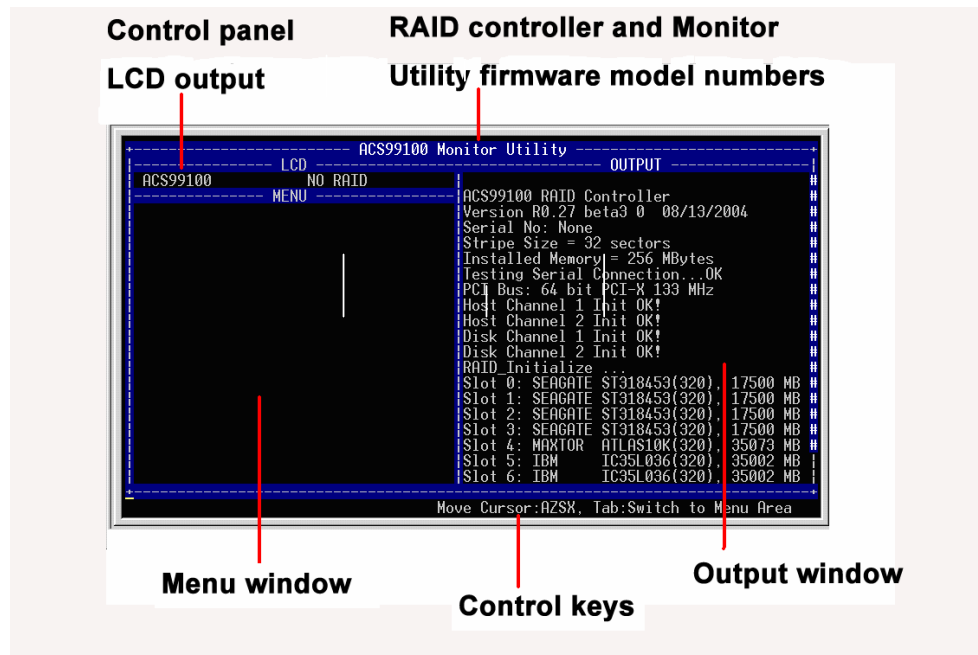 Control panel
LCD output
RAID controller and Monitor
Utility firmware model numbers
ACS99100 Monitor Utility
LCD
OUTPUT
ACS99100 NO RAID
MENU
ACS99100 RAID Controller
Version R0.27 beta3 0 08/13/2004
Serial No: None
Stripe Size = 32 sectors
Installed Memory = 256 MBytes
Testing Serial Connection...OK
PCI Bus: 64 bit PCI-X 133 MHz
Host Channel 1 Init OK!
Host Channel 2 Init OK!
Disk Channel 1 Init OK!
Disk Channel 2 Init OK!
RAID_Initialize ...
Slot 0: SEAGATE ST318453(320), 17500 MB
Slot 1: SEAGATE ST318453(320), 17500 MB
Slot 2: SEAGATE ST318453(320), 17500 MB
Slot 3: SEAGATE ST318453(320), 17500 MB
Slot 4: MAXTOR ATLAS10K(320), 35073 MB
Slot 5: IBM IC35L036(320), 35002 MB
Slot 6: IBM IC35L036(320), 35002 MB
Move Cursor:AZSX, Tab:Switch to Menu Area
Menu window
Control keys
Output window